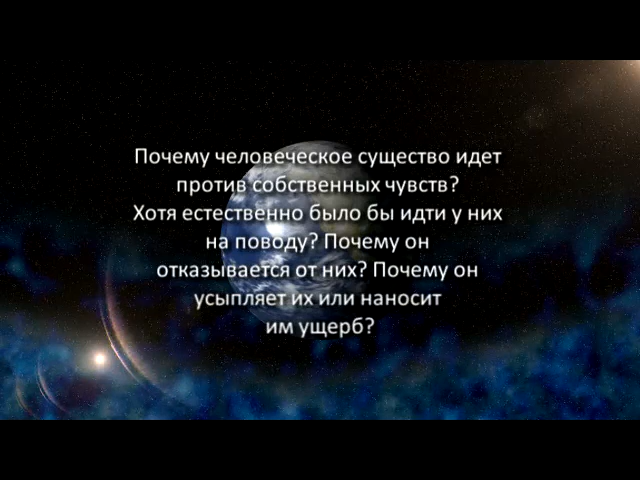 Почему человеческое существо идет
против собственных чувств?
Хотя естественно было бы идти у них
на поводу? Почему он
отказывается от них? Почему он
усыпляет их или наносит
им ущерб?